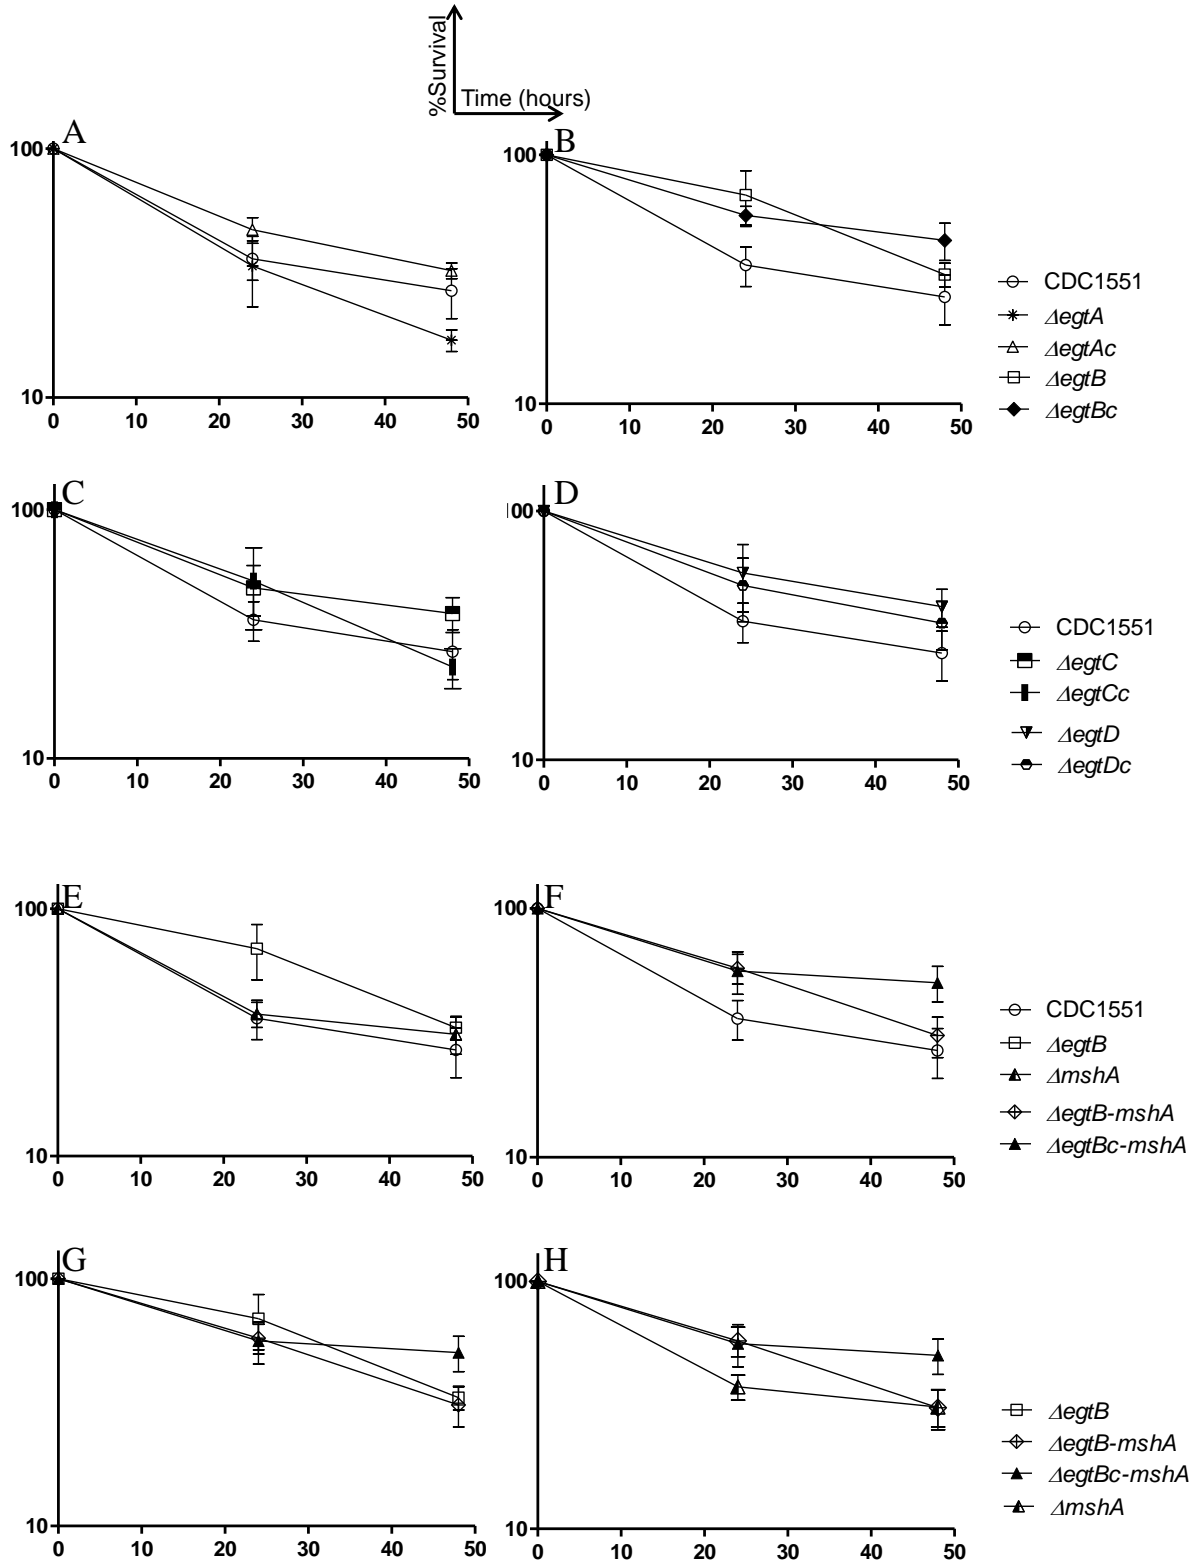 %Survival
Time (hours)
A
100
10
0 10 20 30 40 50
B
100
10
0 10 20 30 40 50
CDC1551
ΔegtA
ΔegtAc
ΔegtB
ΔegtBc
C
100
10
0 10 20 30 40 50
D
100
10
0 10 20 30 40 50
CDC1551
ΔegtC
ΔegtCc
ΔegtD
ΔegtDc
E
100
10
0 10 20 30 40 50
F
100
10
0 10 20 30 40 50
CDC1551
ΔegtB
ΔmshA
ΔegtB-mshA
ΔegtBc-mshA
G
100
10
0 10 20 30 40 50
H
100
10
0 10 20 30 40 50
ΔegtB
ΔegtB-mshA
ΔegtBc-mshA
ΔmshA